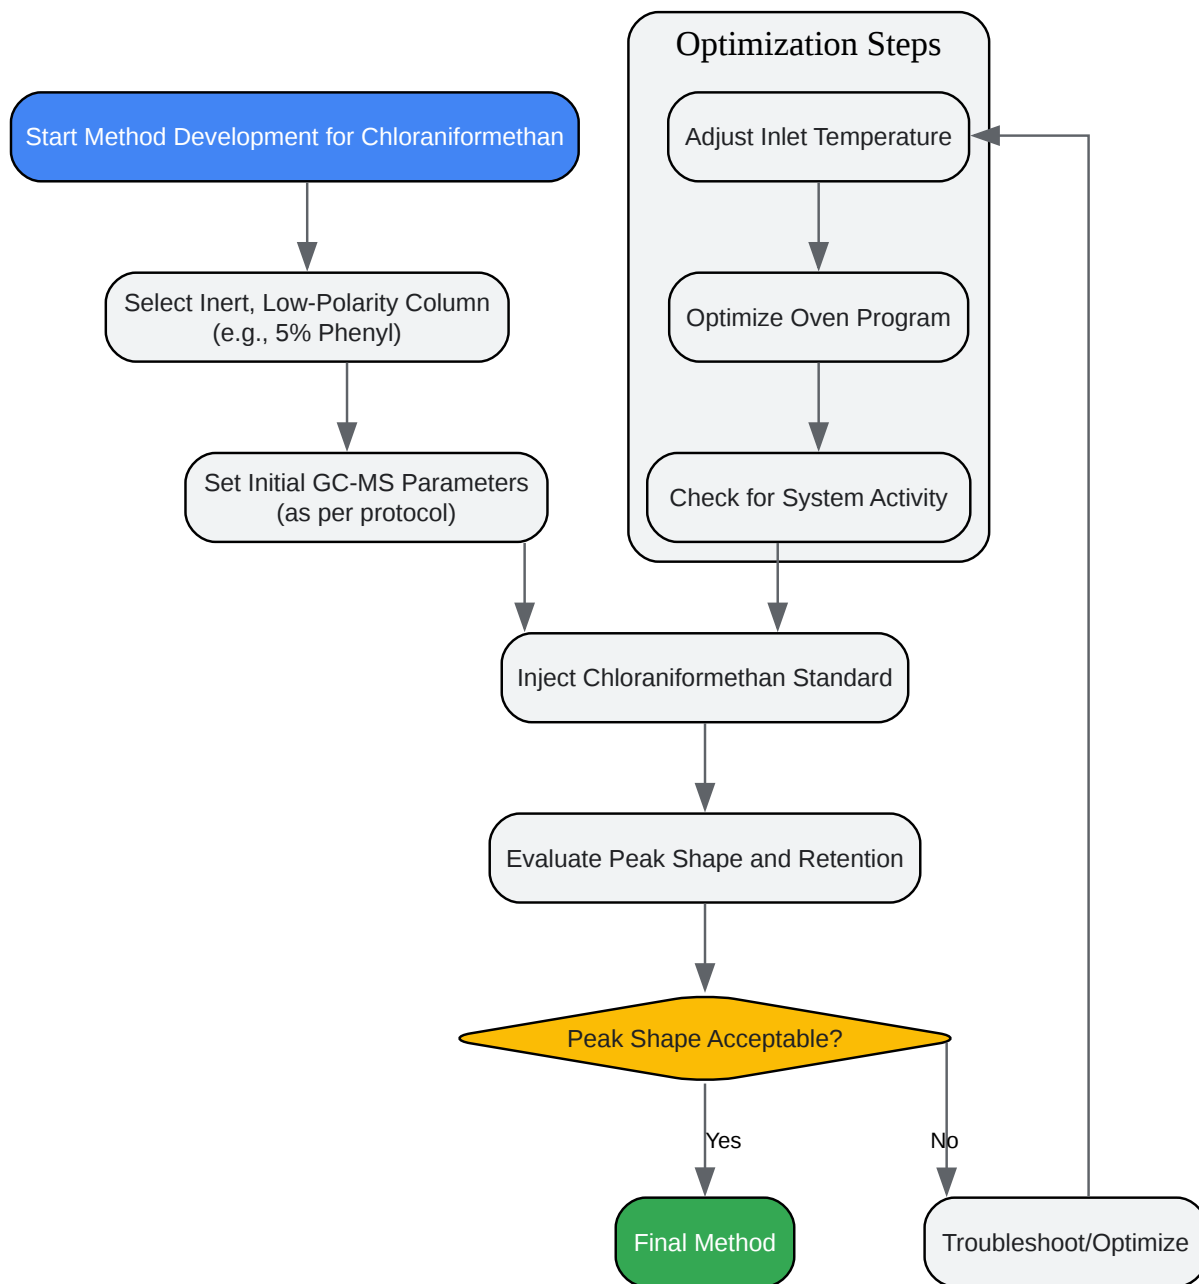 Optimization Steps
Start Method Development for Chloraniformethan
Adjust Inlet Temperature
Select Inert, Low-Polarity Column
(e.g., 5% Phenyl)
Optimize Oven Program
Set Initial GC-MS Parameters
(as per protocol)
Check for System Activity
Inject Chloraniformethan Standard
Evaluate Peak Shape and Retention
Peak Shape Acceptable?
Yes
No
Final Method
Troubleshoot/Optimize